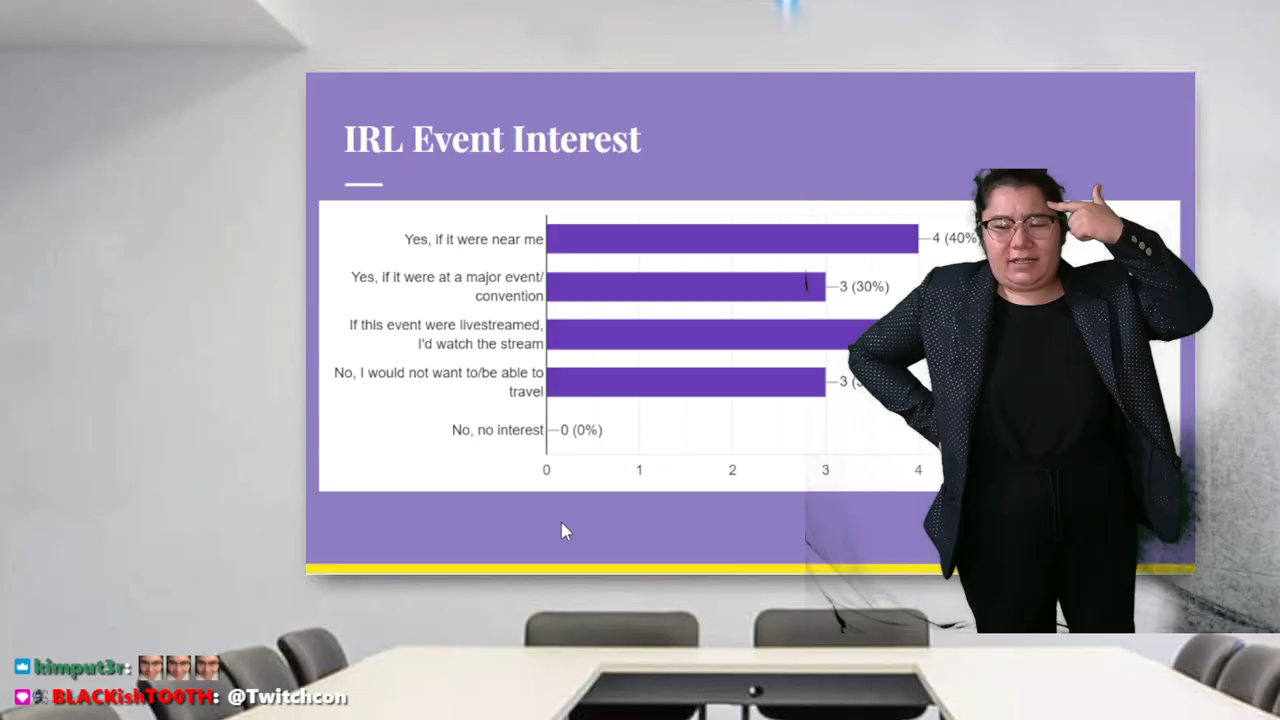 IRL Event Interest
Yes, if it were near me
4 (40%
Yes, if it were at a major event/
convention
3 (30%)
If this event were livestreamed,
I'd watch the stream
No, I would not want to/be able to
travel
3
No, no interest
0 (0%)
0 1 2 3 4
kimput3r:
BLACKishTO0TH: @Twitchcon